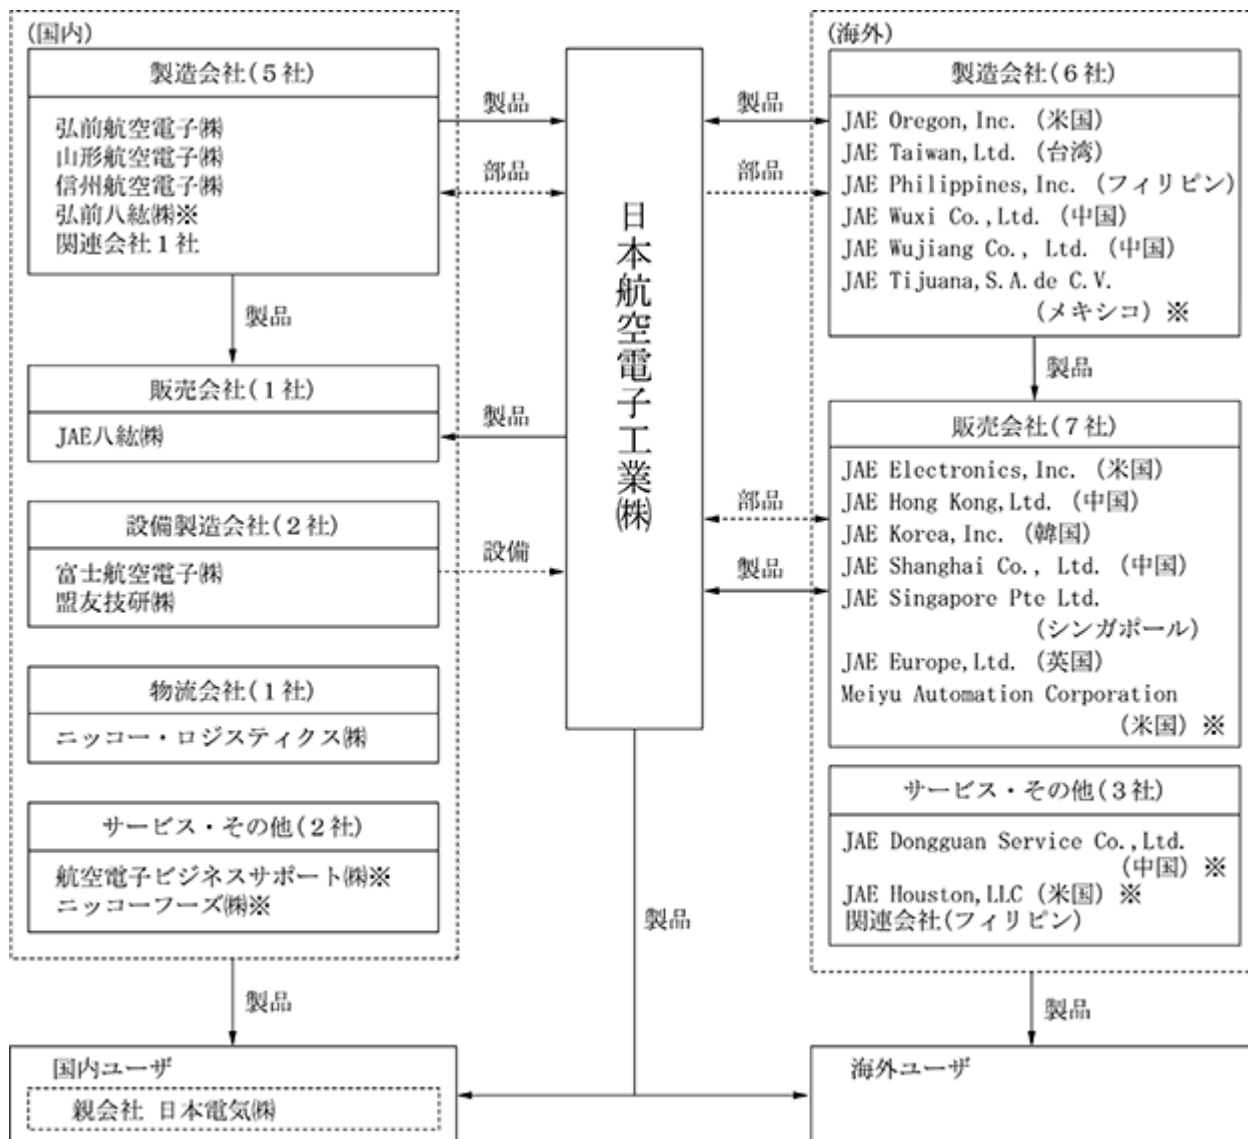 (国内)
製造会社(5社)
弘前航空電子㈱
山形航空電子㈱
信州航空電子㈱
弘前八紘㈱※
関連会社1社
製品
販売会社(1社)
JAE八紘㈱
設備製造会社(2社)
富士航空電子㈱
盟友技研㈱
物流会社(1社)
ニッコー・ロジスティクス㈱
サービス・その他(2社)
航空電子ビジネスサポート㈱※
ニッコーフーズ㈱※
製品
国内ユーザ
親会社 日本電気㈱
製品
部品
製品
設備
日本航空電子工業㈱
製品
部品
部品
製品
製品
(海外)
製造会社(6社)
JAE Oregon,Inc. (米国)
JAE Taiwan,Ltd. (台湾)
JAE Philippines,Inc. (フィリピン)
JAE Wuxi Co.,Ltd. (中国)
JAE Wujiang Co., Ltd. (中国)
JAE Tijuana,S.A.de C.V.
(メキシコ) ※
製品
販売会社(7社)
JAE Electronics,Inc. (米国)
JAE Hong Kong,Ltd. (中国)
JAE Korea,Inc. (韓国)
JAE Shanghai Co., Ltd. (中国)
JAE Singapore Pte Ltd.
(シンガポール)
JAE Europe,Ltd. (英国)
Meiyu Automation Corporation
(米国) ※
サービス・その他(3社)
JAE Dongguan Service Co.,Ltd.
(中国) ※
JAE Houston,LLC (米国) ※
関連会社(フィリピン)
製品
海外ユーザ